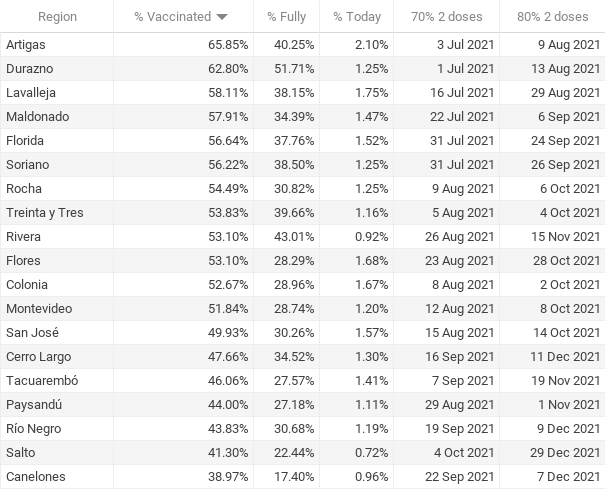 Region % Vaccinated % Fully % Today 70% 2 doses 80% 2 doses
Artigas 65.85% 40.25% 2.10% 3 Jul 2021 9 Aug 2021
Durazno 62.80% 51.71% 1.25% 1 Jul 2021 13 Aug 2021
Lavalleja 58.11% 38.15% 1.75% 16 Jul 2021 29 Aug 2021
Maldonado 57.91% 34.39% 1.47% 22 Jul 2021 6 Sep 2021
Florida 56.64% 37.76% 1.52% 31 Jul 2021 24 Sep 2021
Soriano 56.22% 38.50% 1.25% 31 Jul 2021 26 Sep 2021
Rocha 54.49% 30.82% 1.25% 9 Aug 2021 6 Oct 2021
Treinta y Tres 53.83% 39.66% 1.16% 5 Aug 2021 4 Oct 2021
Rivera 53.10% 43.01% 0.92% 26 Aug 2021 15 Nov 2021
Flores 53.10% 28.29% 1.68% 23 Aug 2021 28 Oct 2021
Colonia 52.67% 28.96% 1.67% 8 Aug 2021 2 Oct 2021
Montevideo 51.84% 28.74% 1.20% 12 Aug 2021 8 Oct 2021
San José 49.93% 30.26% 1.57% 15 Aug 2021 14 Oct 2021
Cerro Largo 47.66% 34.52% 1.30% 16 Sep 2021 11 Dec 2021
Tacuarembó 46.06% 27.57% 1.41% 7 Sep 2021 19 Nov 2021
Paysandú 44.00% 27.18% 1.11% 29 Aug 2021 1 Nov 2021
Río Negro 43.83% 30.68% 1.19% 19 Sep 2021 9 Dec 2021
Salto 41.30% 22.44% 0.72% 4 Oct 2021 29 Dec 2021
Canelones 38.97% 17.40% 0.96% 22 Sep 2021 7 Dec 2021